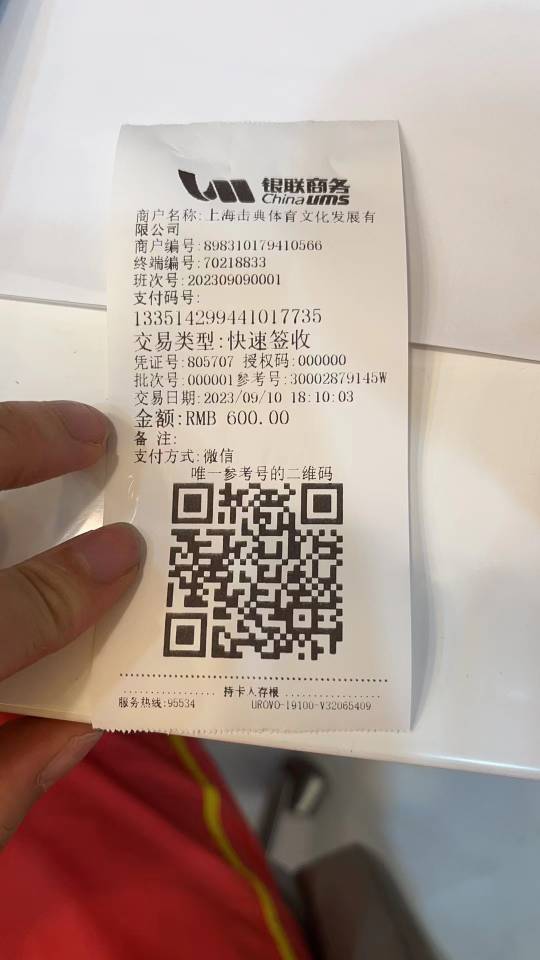 银联商务
China ums
商户名称:上海击典体育文化发展有
限公司
商户编号:898310179410566
终端编号:70218833
班次号:202309090001
支付码号:
133514299441017735
交易类型:快速签收
凭证号:805707 授权码:000000
批次号:000001参考号:30002879145W
交易日期:2023/09/10 18:10:03
金额:RMB 600.00
备 注:
支付方式:微信
唯一参考号的二维码
持卡人存根
服务热线:95534 UROVO-19100-V32065409